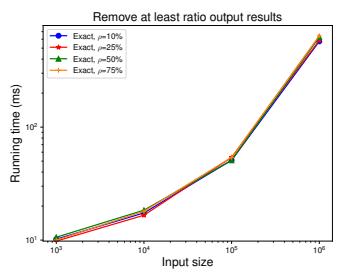 Remove at least ratio output results
Exact, ρ=10%
Exact, ρ=25%
Exact, ρ=50%
Exact, ρ=75%
Running time (ms)
10²
10¹
10³ 10⁴ 10⁵ 10⁶
Input size